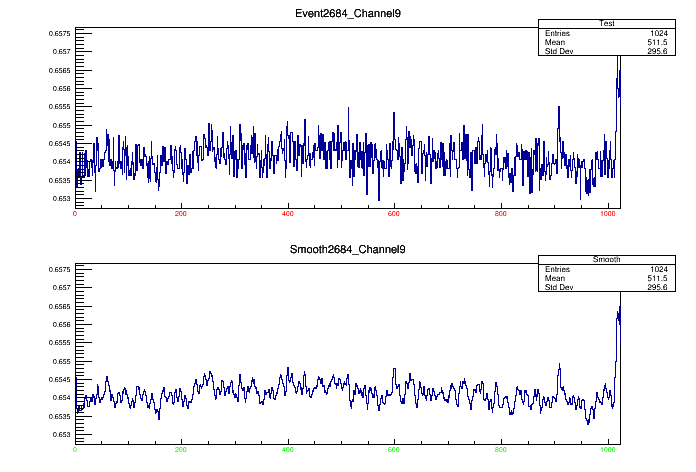 Event2684_Channel9
Test
Entries 1024
Mean 511.5
Std Dev 295.6
0.6575
0.657
0.6565
0.656
0.6555
0.655
0.6545
0.654
0.6535
0.653
0 200 400 600 800 1000
Smooth2684_Channel9
Smooth
Entries 1024
Mean 511.5
Std Dev 295.6
0.6575
0.657
0.6565
0.656
0.6555
0.655
0.6545
0.654
0.6535
0.653
0 200 400 600 800 1000